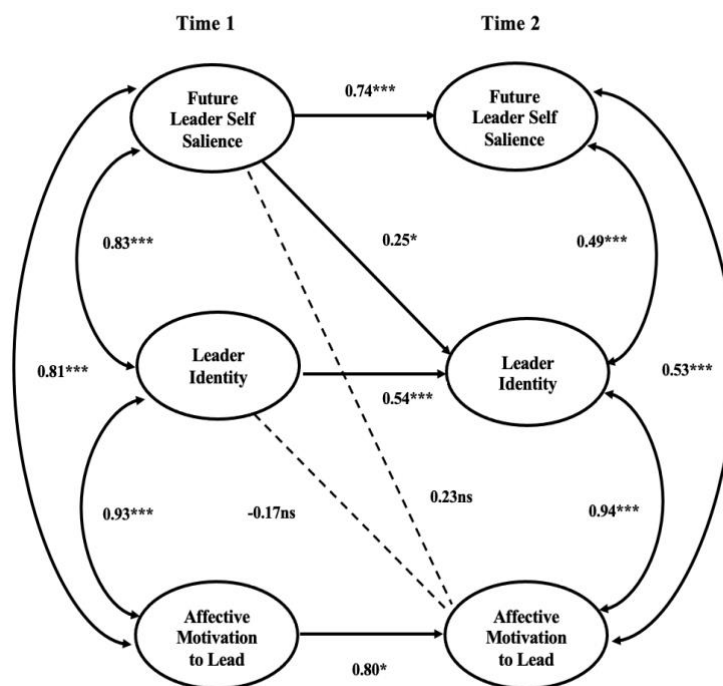 Time 1
Time 2
Future
Leader Self
Salience
0.74***
Future
Leader Self
Salience
0.83***
0.25*
0.49***
0.81***
Leader
Identity
0.54***
Leader
Identity
0.53***
0.93***
-0.17ns
0.23ns
0.94***
Affective
Motivation
to Lead
0.80*
Affective
Motivation
to Lead